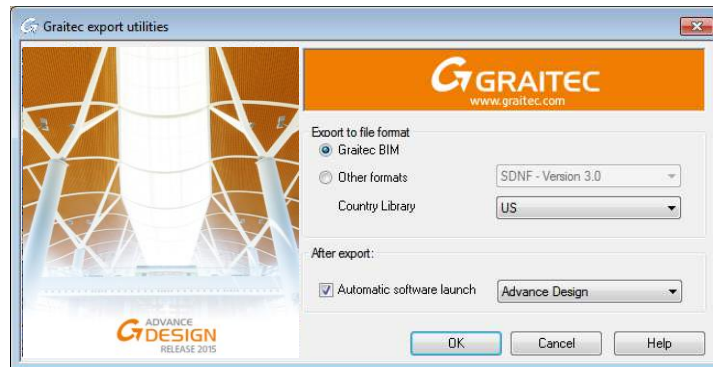 Graitec export utilities
GRAITEC
www.graitec.com
Export to file format
Graitec BIM
Other formats
SDNF - Version 3.0
Country Library
US
After export:
Automatic software launch
Advance Design
ADVANCE
DESIGN
RELEASE 2015
OK
Cancel
Help